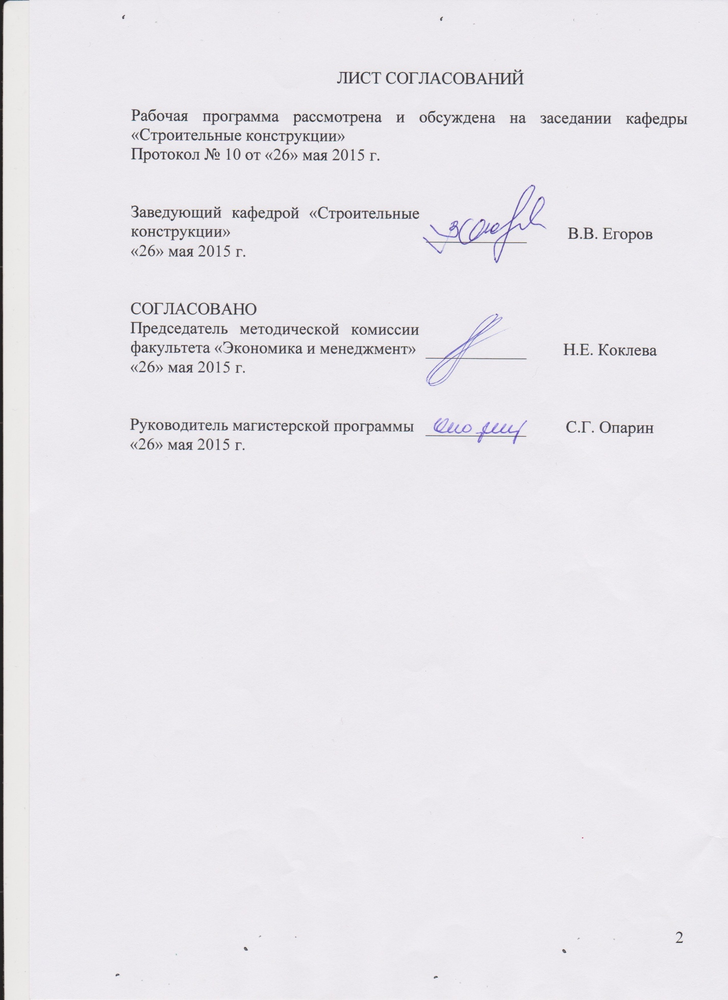 ЛИСТ СОГЛАСОВАНИЙ
Рабочая программа рассмотрена и обсуждена на заседании кафедры
«Строительные конструкции»
Протокол № 10 от «26» мая 2015 г.
Заведующий кафедрой «Строительные
конструкции» В.В. Егоров
«26» мая 2015 г.
СОГЛАСОВАНО
Председатель методической комиссии
факультета «Экономика и менеджмент» Н.Е. Коклева
«26» мая 2015 г.
Руководитель магистерской программы С.Г. Опарин
«26» мая 2015 г.
2